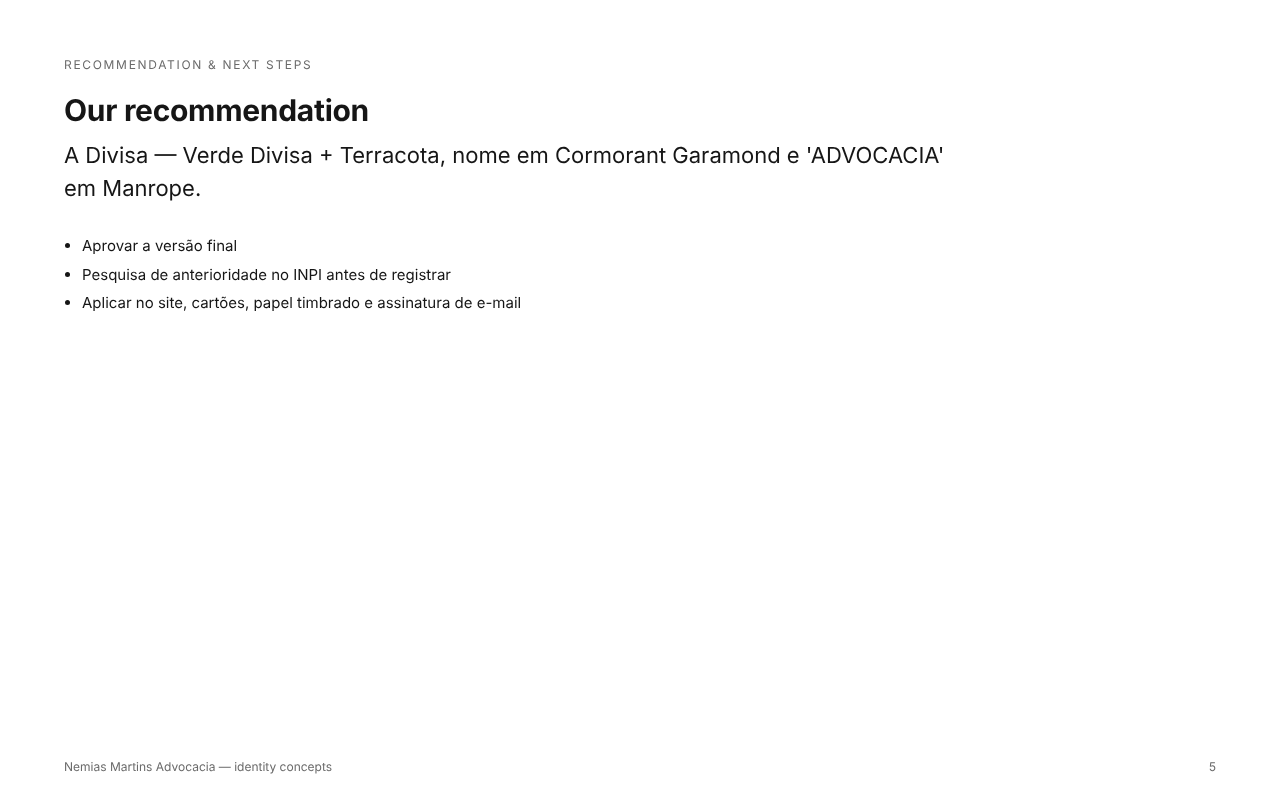 RECOMMENDATION & NEXT STEPS
Our recommendation
A Divisa — Verde Divisa + Terracota, nome em Cormorant Garamond e 'ADVOCACIA'
em Manrope.
• Aprovar a versão final
• Pesquisa de anterioridade no INPI antes de registrar
• Aplicar no site, cartões, papel timbrado e assinatura de e-mail
Nemias Martins Advocacia — identity concepts
5